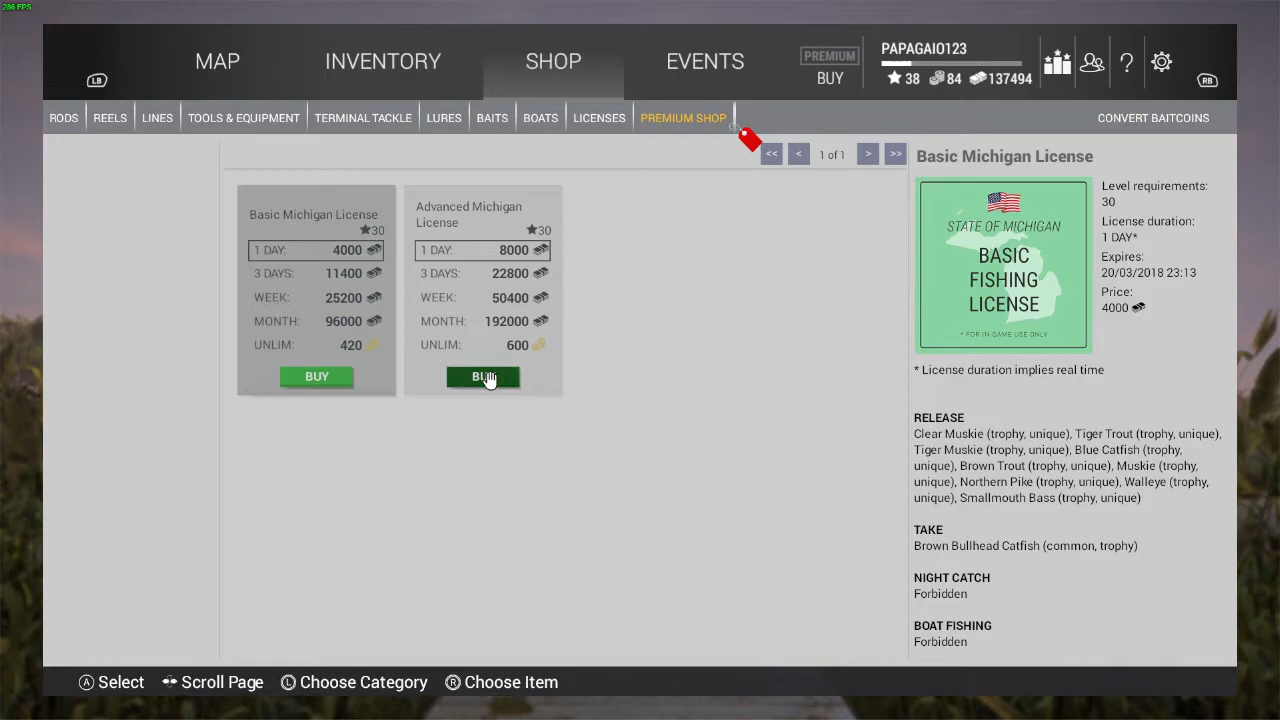 286 FPS
MAP
INVENTORY
SHOP
EVENTS
PREMIUM
BUY
PAPAGAIO123
38
84
137494
?
LB
RB
RODS
REELS
LINES
TOOLS & EQUIPMENT
TERMINAL TACKLE
LURES
BAITS
BOATS
LICENSES
PREMIUM SHOP
CONVERT BAITCOINS
<< < 1 of 1 > >>
Basic Michigan License
30
1 DAY: 4000
3 DAYS: 11400
WEEK: 25200
MONTH: 96000
UNLIM: 420
BUY
Advanced Michigan
License
30
1 DAY: 8000
3 DAYS: 22800
WEEK: 50400
MONTH: 192000
UNLIM: 600
BUY
Basic Michigan License
STATE OF MICHIGAN
BASIC
FISHING
LICENSE
* FOR IN-GAME USE ONLY
Level requirements:
30
License duration:
1 DAY*
Expires:
20/03/2018 23:13
Price:
4000
* License duration implies real time
RELEASE
Clear Muskie (trophy, unique), Tiger Trout (trophy, unique),
Tiger Muskie (trophy, unique), Blue Catfish (trophy,
unique), Brown Trout (trophy, unique), Muskie (trophy,
unique), Northern Pike (trophy, unique), Walleye (trophy,
unique), Smallmouth Bass (trophy, unique)
TAKE
Brown Bullhead Catfish (common, trophy)
NIGHT CATCH
Forbidden
BOAT FISHING
Forbidden
A Select
Scroll Page
L Choose Category
R Choose Item